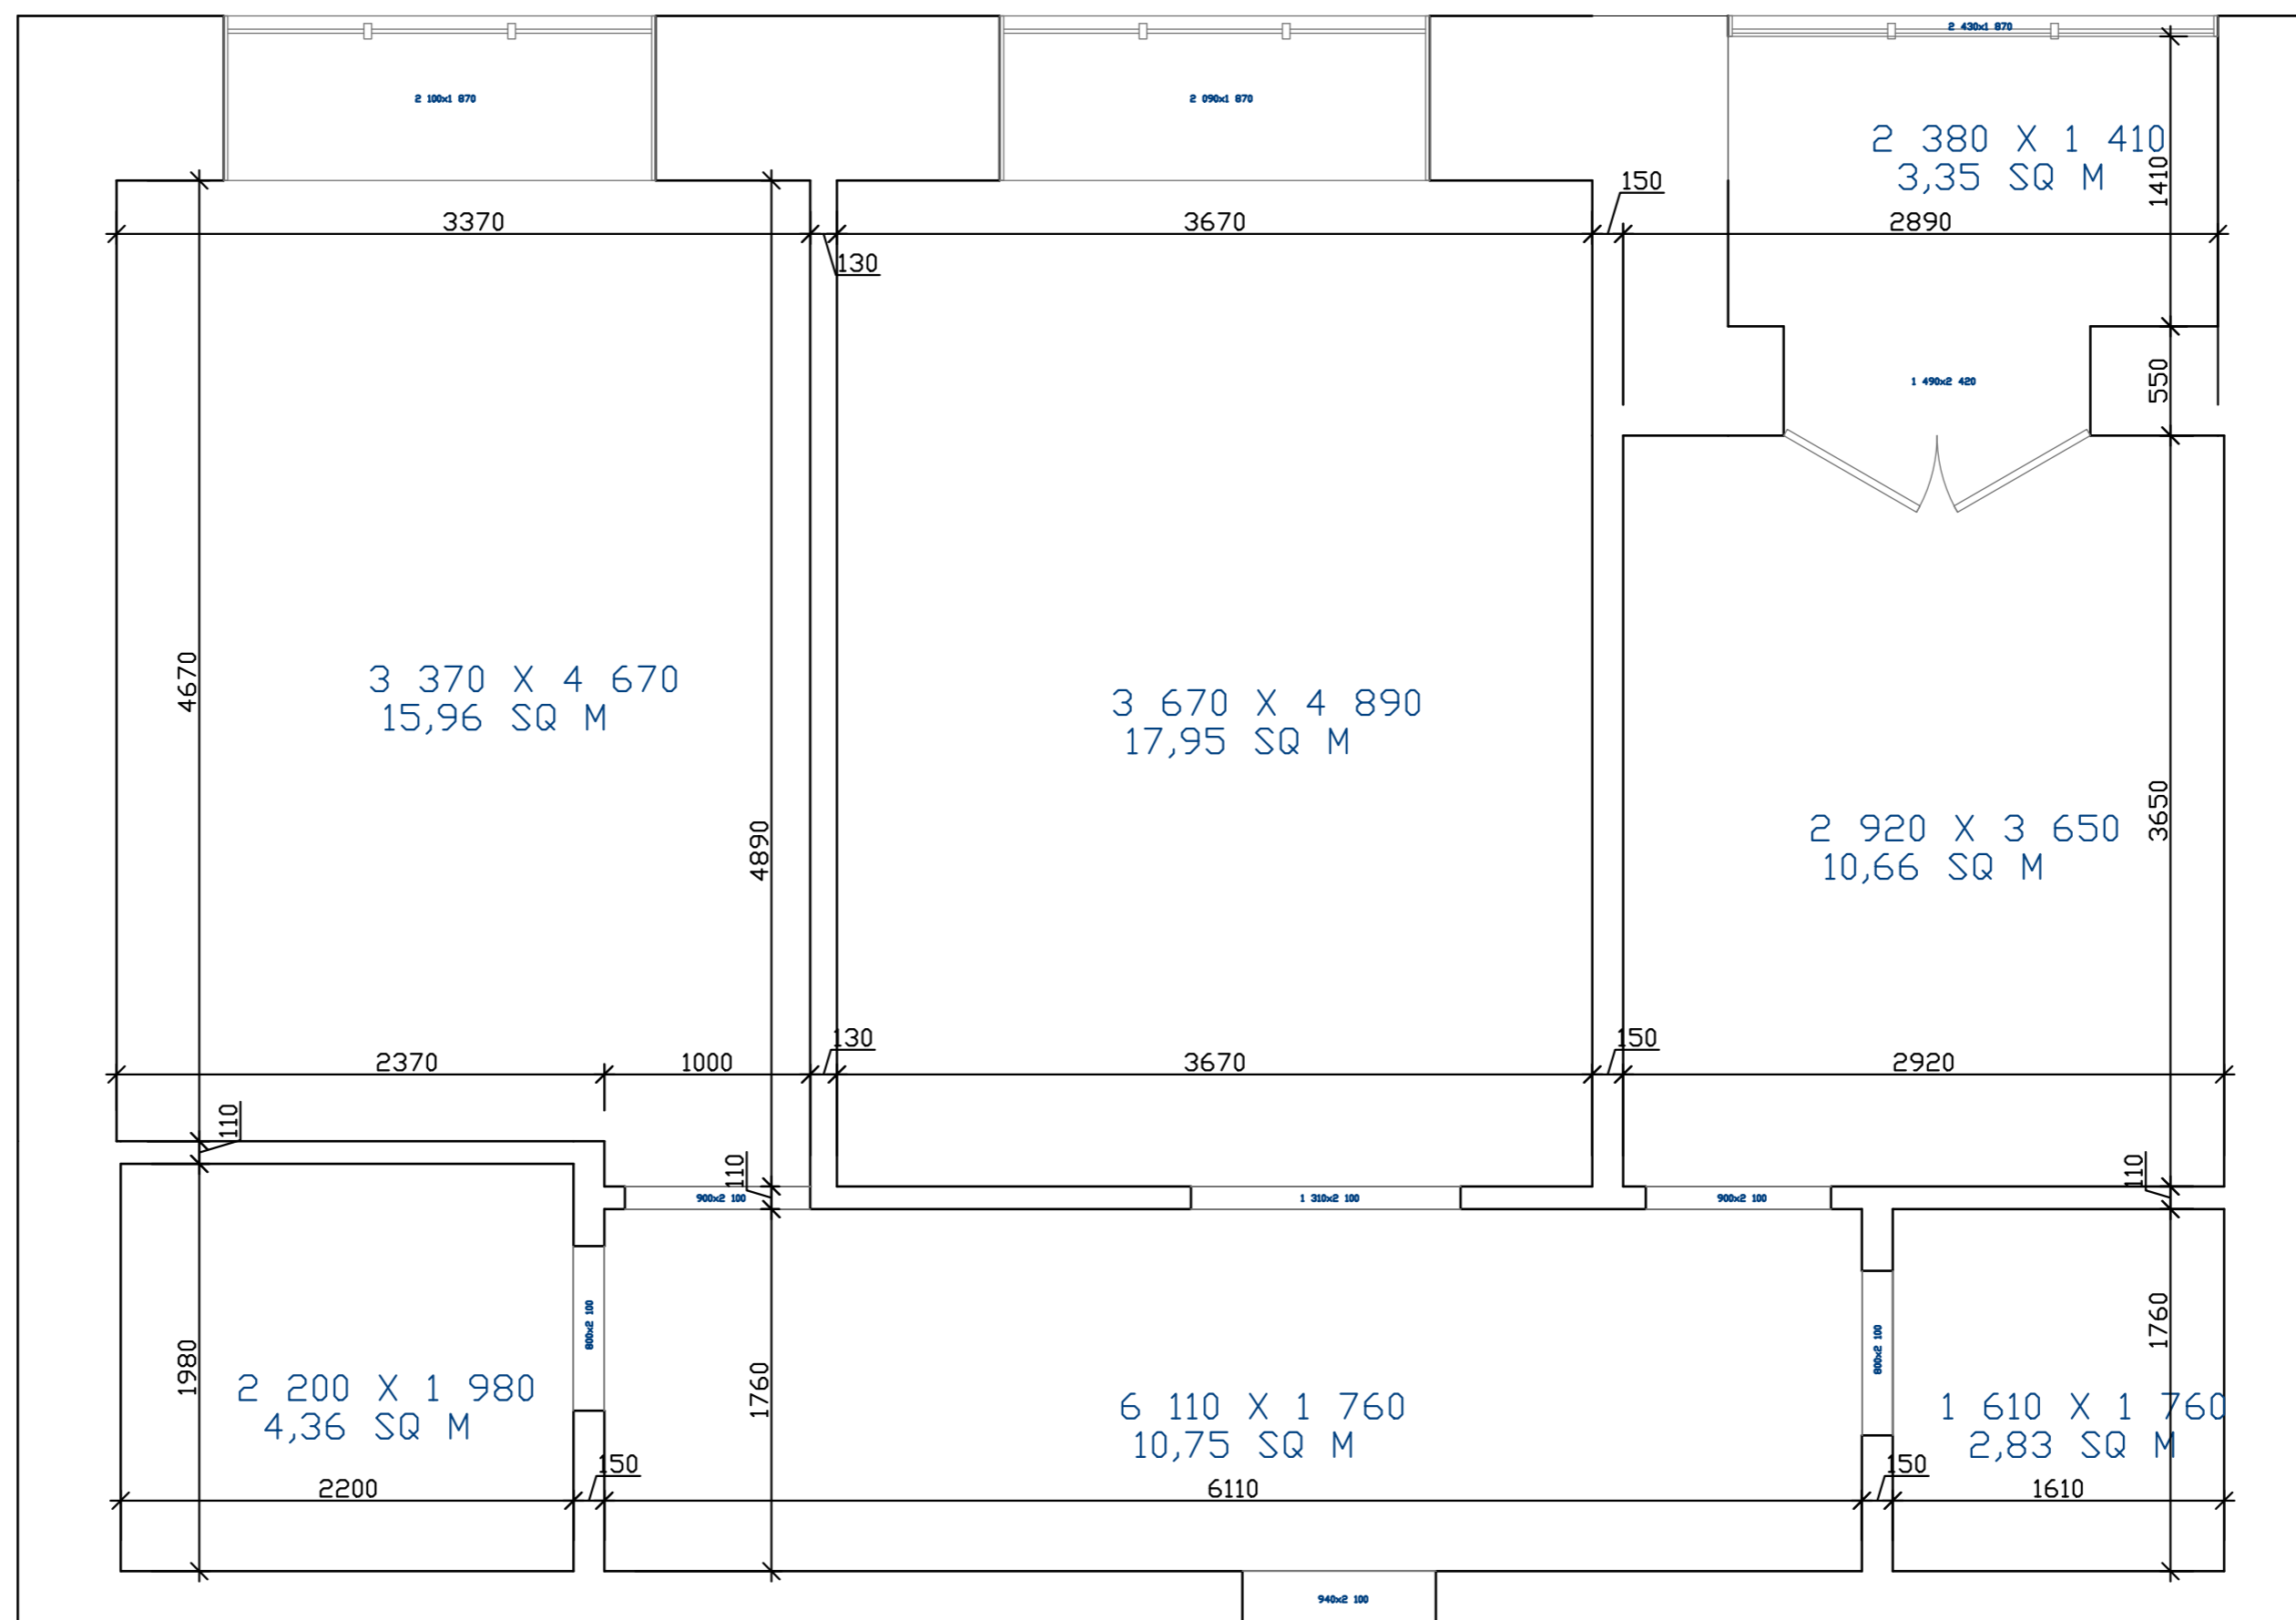 2 430x1 870
2 100x1 870
2 090x1 870
2 380 X 1 410
3,35 SQ M
1410
150
3370
3670
2890
130
550
1 490x2 420
4670
3 370 X 4 670
15,96 SQ M
3 670 X 4 890
17,95 SQ M
4890
3650
2 920 X 3 650
10,66 SQ M
130
150
2370
1000
3670
2920
110
110
110
900x2 100
1 310x2 100
900x2 100
800x2 100
800x2 100
1980
1760
1760
2 200 X 1 980
4,36 SQ M
6 110 X 1 760
10,75 SQ M
1 610 X 1 760
2,83 SQ M
150
150
2200
6110
1610
940x2 100